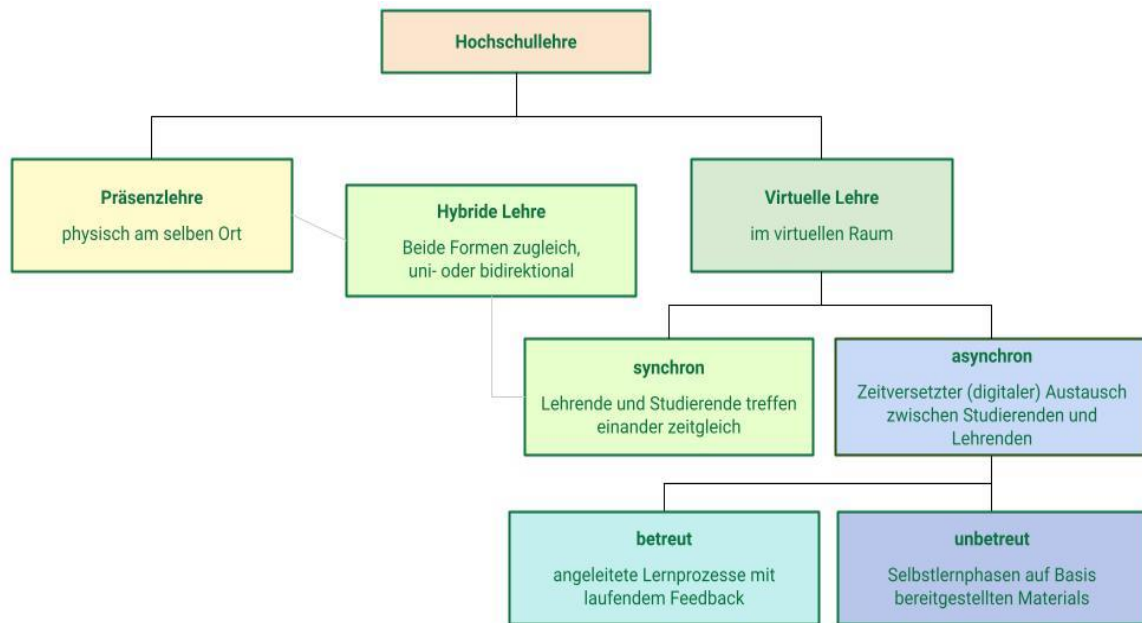 Hochschullehre
Präsenzlehre
physisch am selben Ort
Hybride Lehre
Beide Formen zugleich,
uni- oder bidirektional
Virtuelle Lehre
im virtuellen Raum
synchron
Lehrende und Studierende treffen
einander zeitgleich
asynchron
Zeitversetzter (digitaler) Austausch
zwischen Studierenden und
Lehrenden
betreut
angeleitete Lernprozesse mit
laufendem Feedback
unbetreut
Selbstlernphasen auf Basis
bereitgestellten Materials